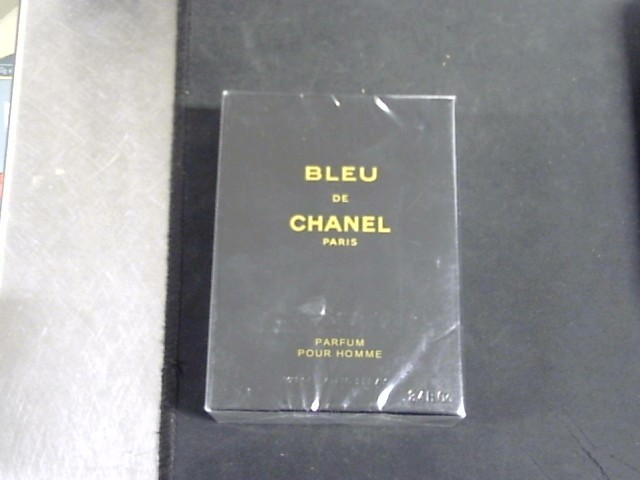 BLEU
DE
CHANEL
PARIS
PARFUM
POUR HOMME